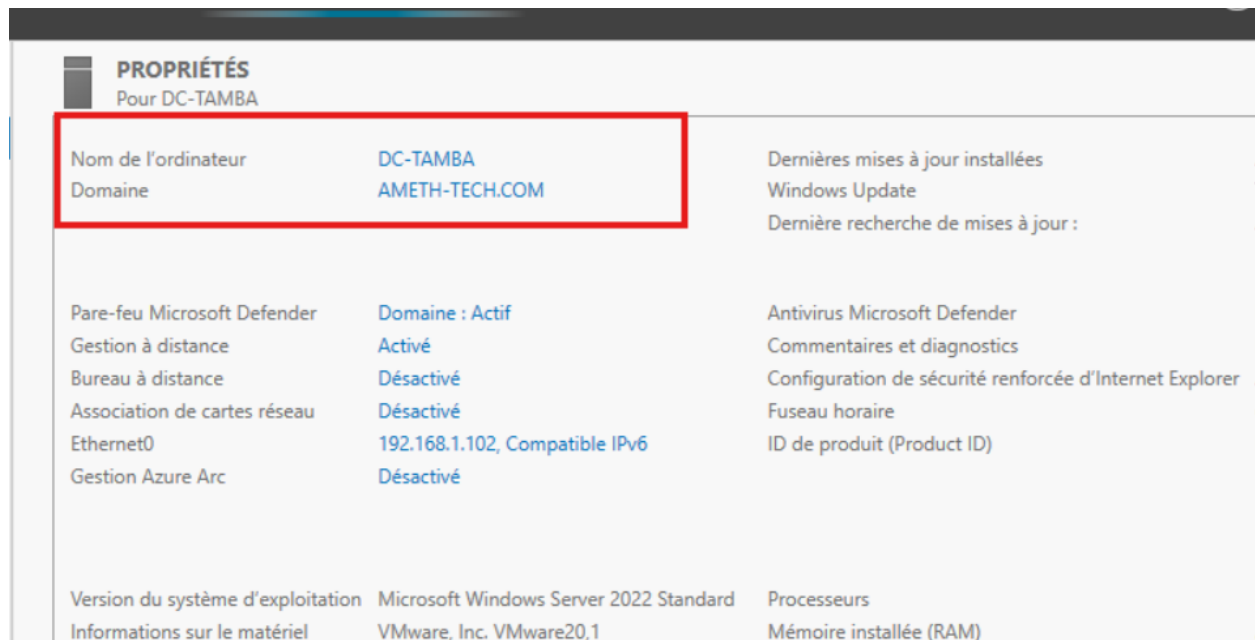 PROPRIÉTÉS
Pour DC-TAMBA
Nom de l'ordinateur DC-TAMBA Dernières mises à jour installées
Domaine AMETH-TECH.COM Windows Update
Dernière recherche de mises à jour :
Pare-feu Microsoft Defender Domaine : Actif Antivirus Microsoft Defender
Gestion à distance Activé Commentaires et diagnostics
Bureau à distance Désactivé Configuration de sécurité renforcée d'Internet Explorer
Association de cartes réseau Désactivé Fuseau horaire
Ethernet0 192.168.1.102, Compatible IPv6 ID de produit (Product ID)
Gestion Azure Arc Désactivé
Version du système d'exploitation Microsoft Windows Server 2022 Standard Processeurs
Informations sur le matériel VMware, Inc. VMware20,1 Mémoire installée (RAM)